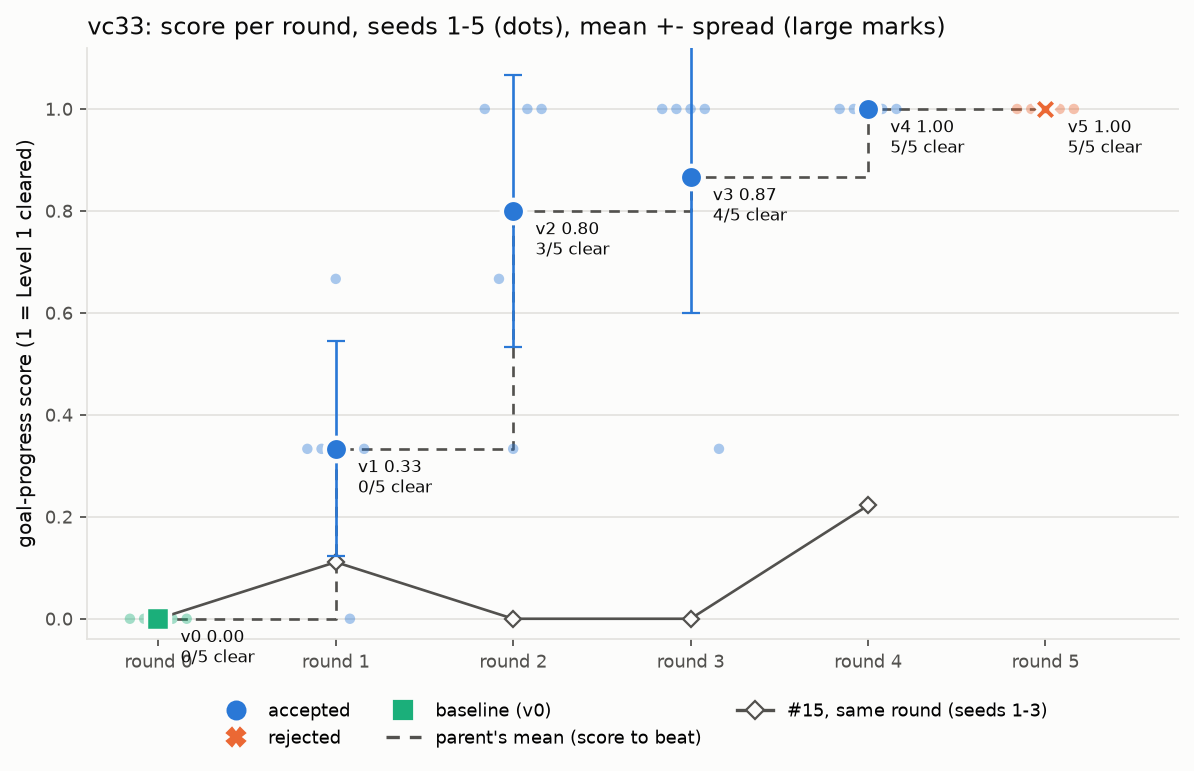 vc33: score per round, seeds 1-5 (dots), mean +- spread (large marks)
goal-progress score (1 = Level 1 cleared)
1.0
0.8
0.6
0.4
0.2
0.0
v0 0.00
0/5 clear
v1 0.33
0/5 clear
v2 0.80
3/5 clear
v3 0.87
4/5 clear
v4 1.00
5/5 clear
v5 1.00
5/5 clear
round 0
round 1
round 2
round 3
round 4
round 5
accepted
rejected
baseline (v0)
parent's mean (score to beat)
#15, same round (seeds 1-3)